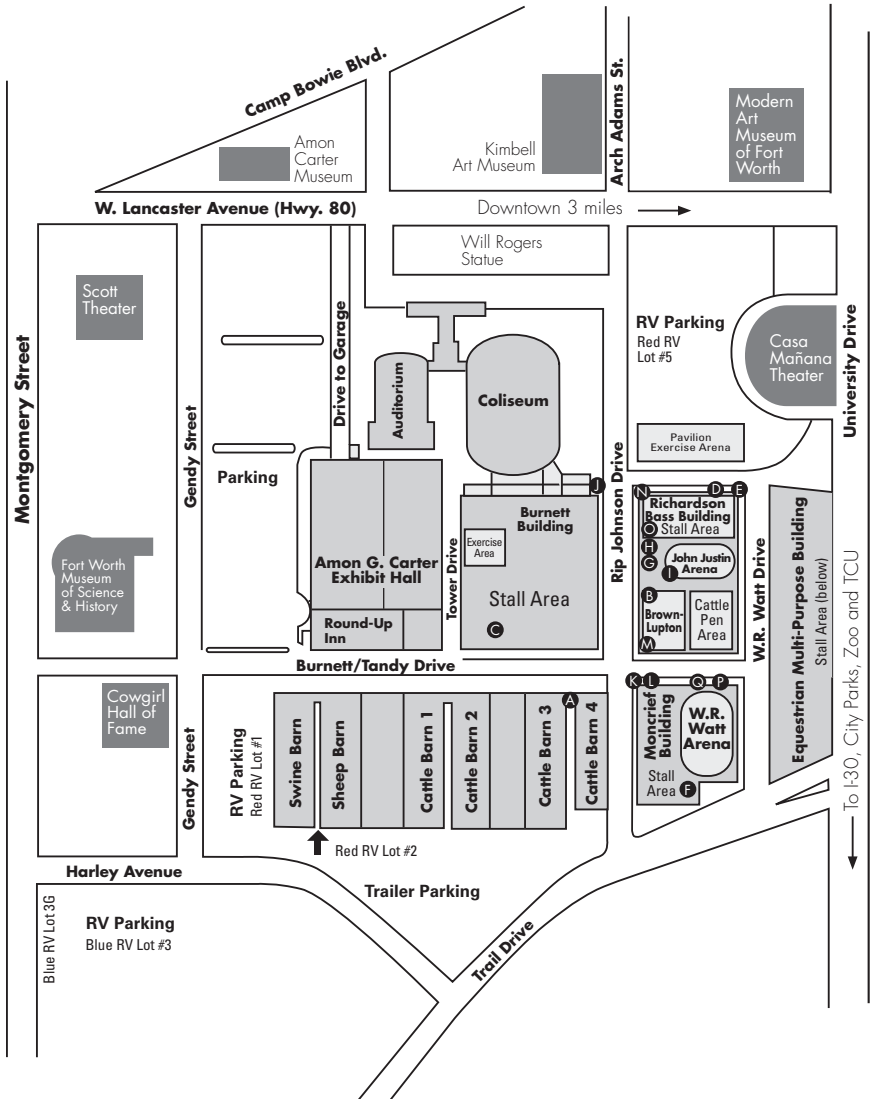 Camp Bowie Blvd.
Amon
Carter
Museum
Kimbell
Art Museum
Arch Adams St.
Modern
Art
Museum
of Fort
Worth
W. Lancaster Avenue (Hwy. 80)
Downtown 3 miles
Will Rogers
Statue
Scott
Theater
Montgomery Street
Gendy Street
Drive to Garage
Auditorium
Coliseum
RV Parking
Red RV
Lot #5
Casa
Mañana
Theater
University Drive
Pavilion
Exercise Arena
Parking
J
Burnett
Building
Exercise
Area
Stall Area
C
Rip Johnson Drive
N
D
E
Richardson
Bass Building
O
Stall Area
H
G
I
John Justin
Arena
B
Brown-
Lupton
M
Cattle
Pen
Area
W.R. Watt Drive
Equestrian Multi-Purpose Building
Stall Area (below)
To I-30, City Parks, Zoo and TCU
Fort Worth
Museum
of Science
& History
Amon G. Carter
Exhibit Hall
Tower Drive
Round-Up
Inn
Burnett/Tandy Drive
Cowgirl
Hall of
Fame
Gendy Street
RV Parking
Red RV Lot #1
Swine Barn
Sheep Barn
Cattle Barn 1
Cattle Barn 2
Cattle Barn 3
A
Cattle Barn 4
K
L
Q
P
Moncrief
Building
W.R.
Watt
Arena
Stall
Area
F
Red RV Lot #2
Harley Avenue
Trailer Parking
Blue RV Lot 3G
RV Parking
Blue RV Lot #3
Trail Drive